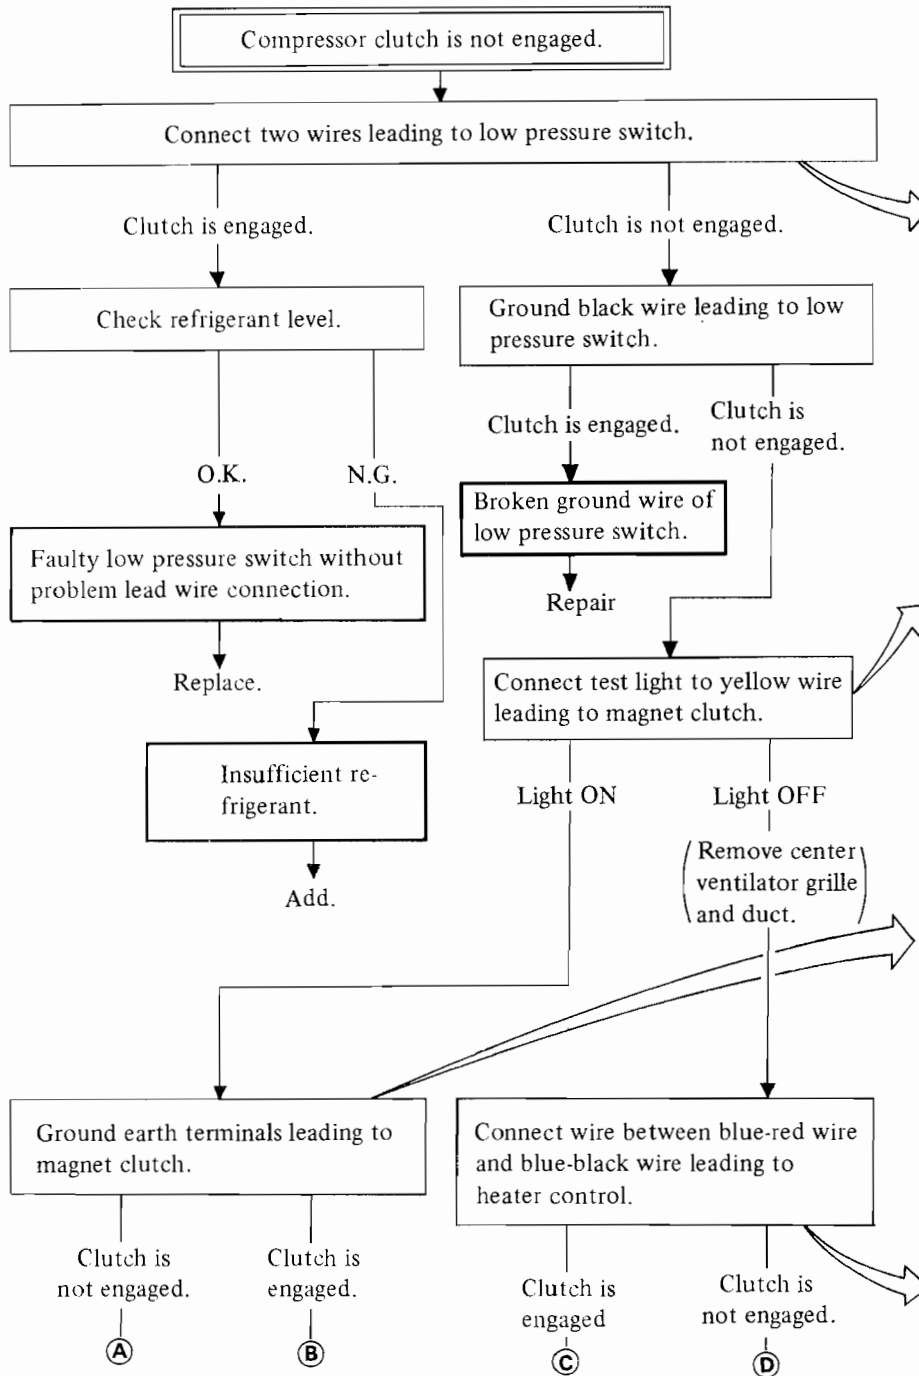 Compressor clutch is not engaged.
Connect two wires leading to low pressure switch.
Clutch is engaged.
Clutch is not engaged.
Check refrigerant level.
Ground black wire leading to low
pressure switch.
Clutch is engaged.
Clutch is
not engaged.
O.K.
N.G.
Broken ground wire of
low pressure switch.
Faulty low pressure switch without
problem lead wire connection.
Repair
Replace.
Connect test light to yellow wire
leading to magnet clutch.
Insufficient re-
frigerant.
Light ON
Light OFF
Add.
(Remove center
ventilator grille
and duct.)
Ground earth terminals leading to
magnet clutch.
Connect wire between blue-red wire
and blue-black wire leading to
heater control.
Clutch is
not engaged.
Clutch is
engaged.
Clutch is
engaged
Clutch is
not engaged.
A
B
C
D